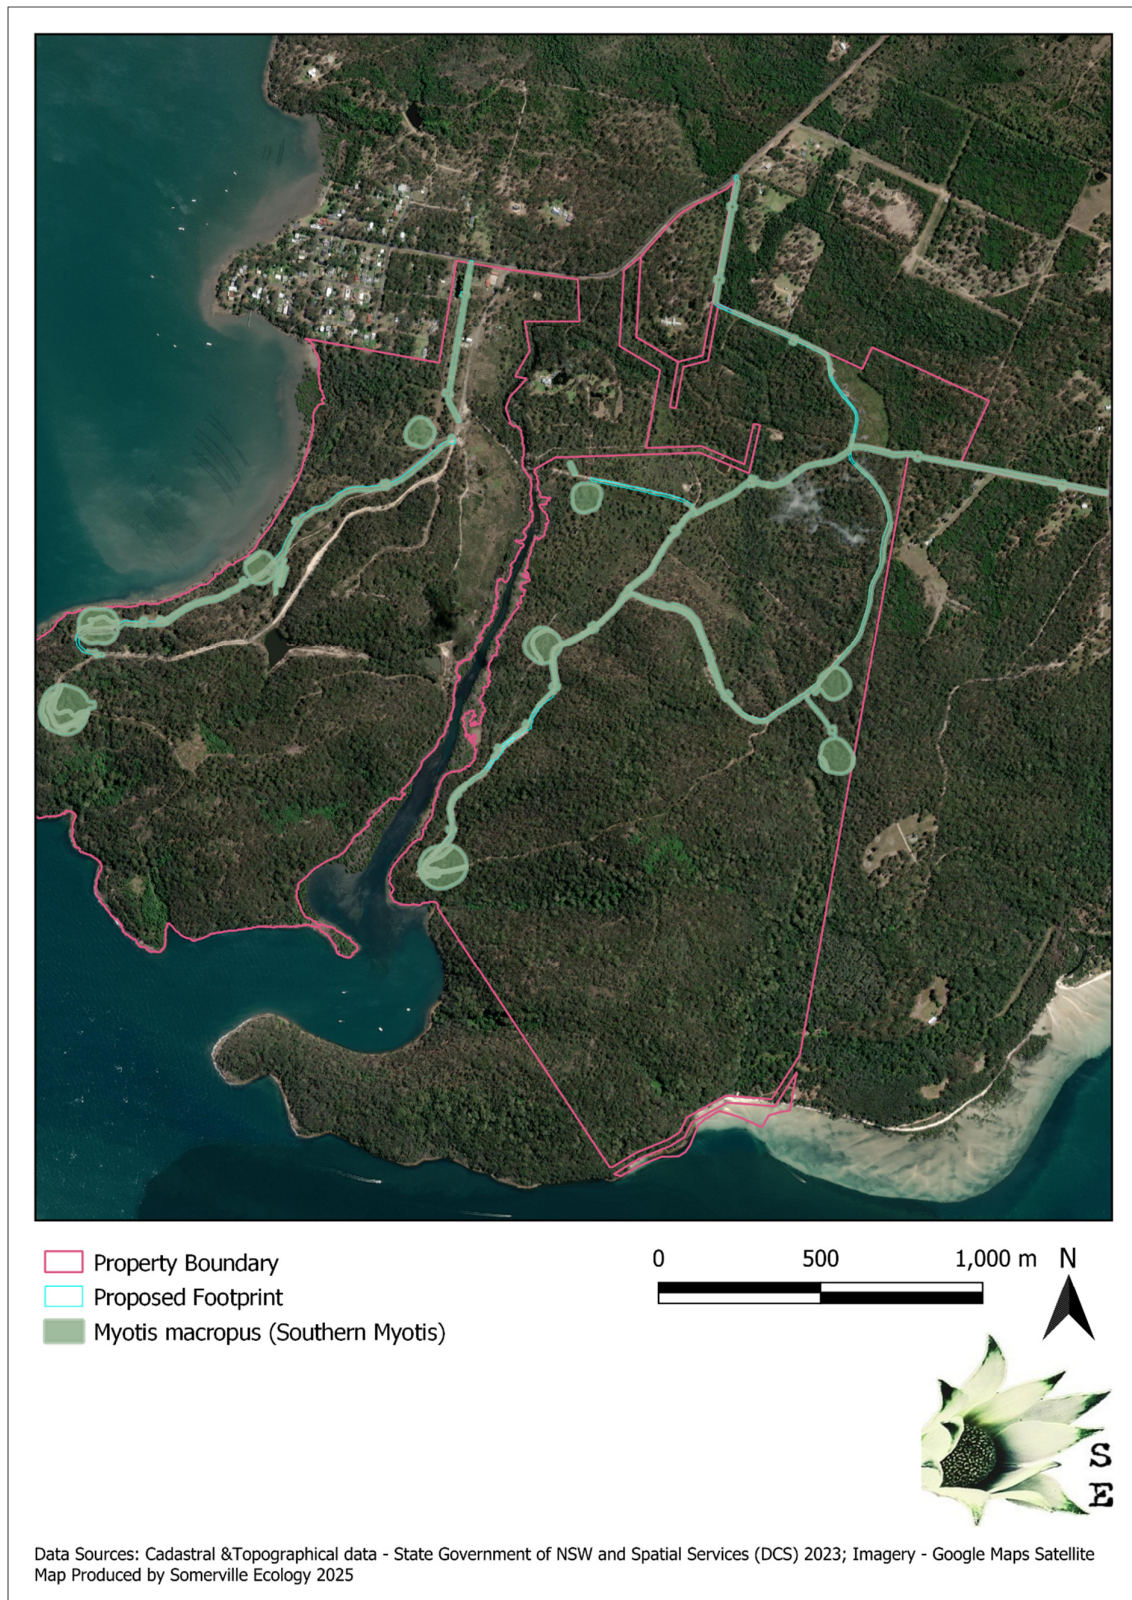 Property Boundary
Proposed Footprint
Myotis macropus (Southern Myotis)
0 500 1,000 m N
S
E
Data Sources: Cadastral &Topographical data - State Government of NSW and Spatial Services (DCS) 2023; Imagery - Google Maps Satellite
Map Produced by Somerville Ecology 2025